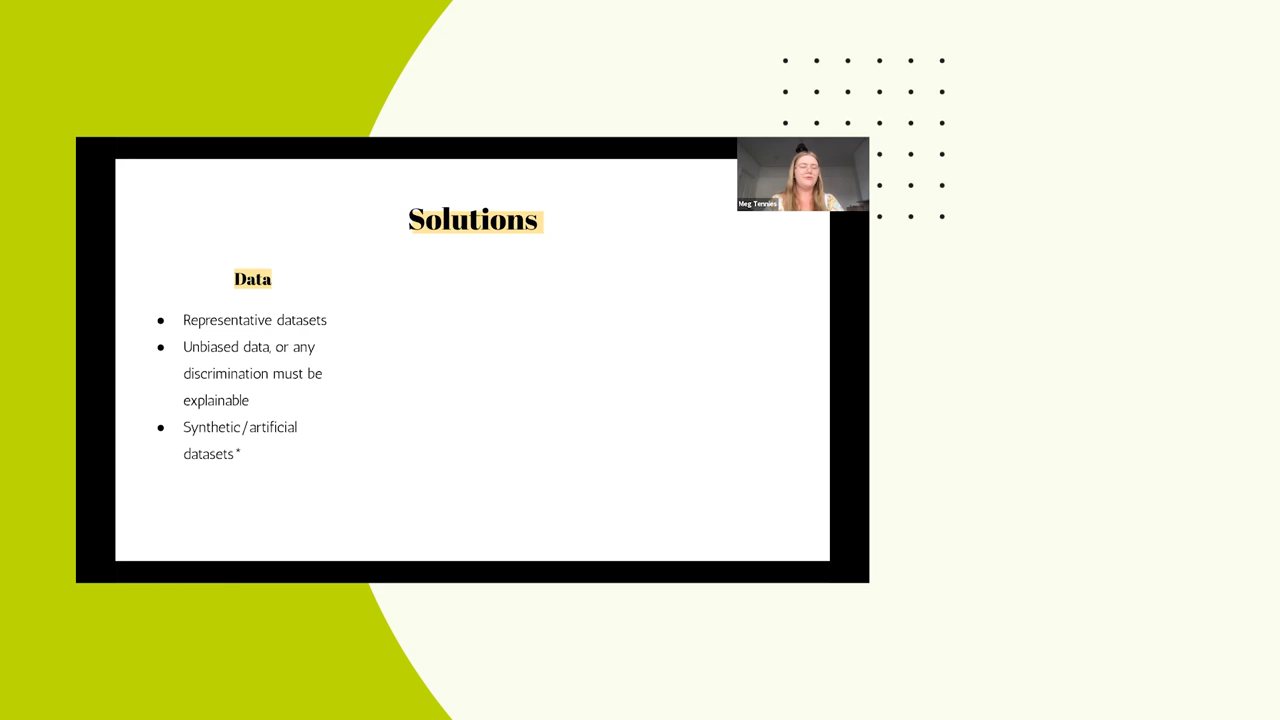 Meg Tennies
Solutions
Data
● Representative datasets
● Unbiased data, or any
discrimination must be
explainable
● Synthetic/artificial
datasets*